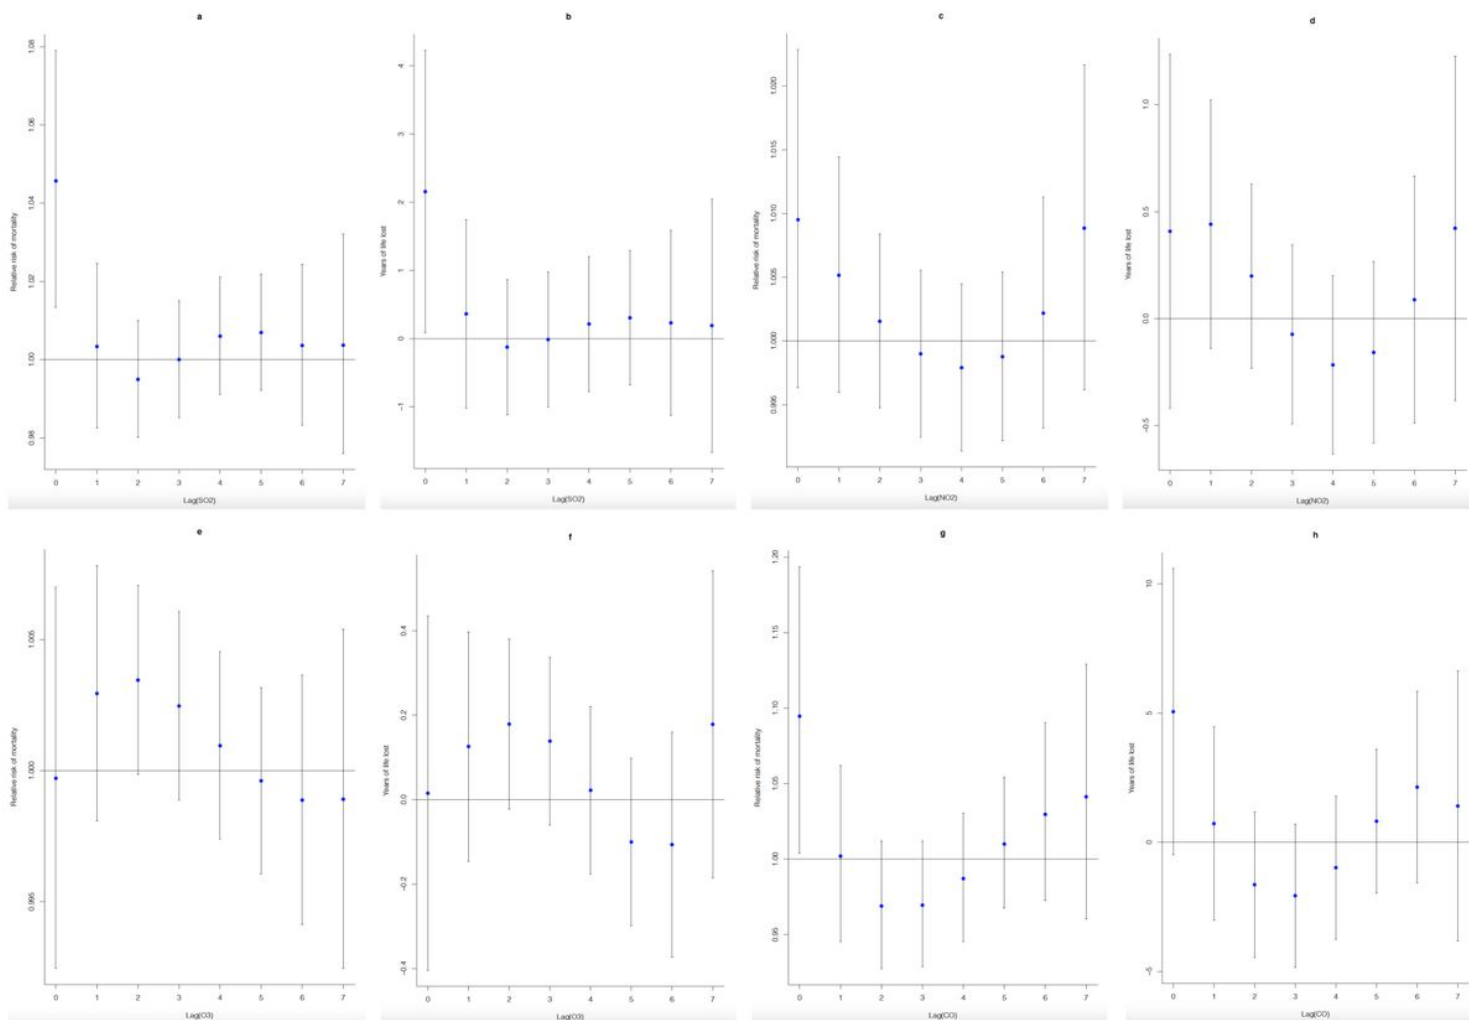 a
Relative risk of mortality
1.08
1.06
1.04
1.02
1.00
0.98
0 1 2 3 4 5 6 7
Lag(SO2)
b
Years of life lost
4
3
2
1
0
−1
0 1 2 3 4 5 6 7
Lag(SO2)
c
Relative risk of mortality
1.020
1.015
1.010
1.005
1.000
0.995
0 1 2 3 4 5 6 7
Lag(NO2)
d
Years of life lost
1.0
0.5
0.0
−0.5
0 1 2 3 4 5 6 7
Lag(NO2)
e
Relative risk of mortality
1.005
1.000
0.995
0 1 2 3 4 5 6 7
Lag(O3)
f
Years of life lost
0.4
0.2
0.0
−0.2
−0.4
0 1 2 3 4 5 6 7
Lag(O3)
g
Relative risk of mortality
1.20
1.15
1.10
1.05
1.00
0.95
0 1 2 3 4 5 6 7
Lag(CO)
h
Years of life lost
10
5
0
−5
0 1 2 3 4 5 6 7
Lag(CO)